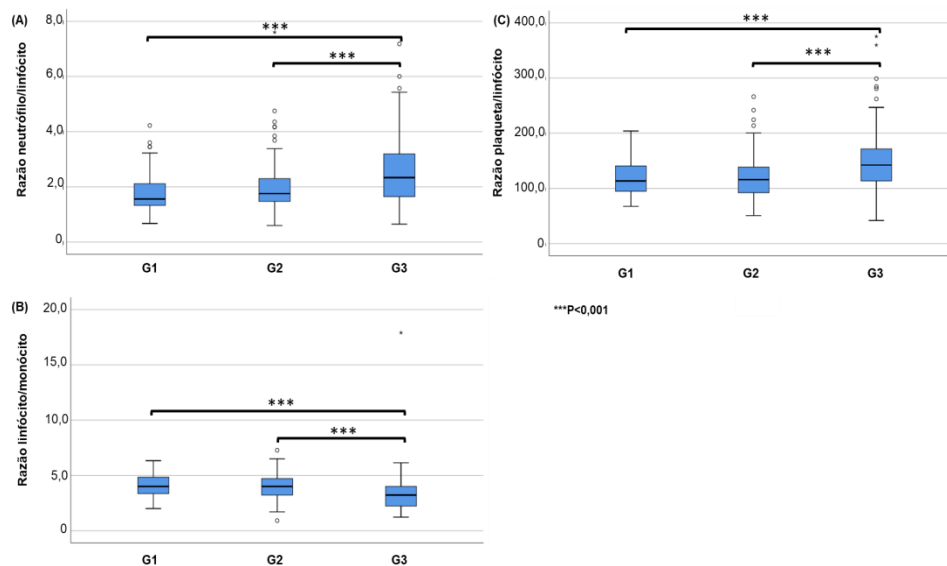 (A)
Razão neutrófilo/linfócito
8,0
6,0
4,0
2,0
0,
***
***
G1 G2 G3
(C)
Razão plaqueta/linfócito
400,0
300,0
200,0
100,0
0,
***
***
G1 G2 G3
(B)
Razão linfócito/monócito
20,0
15,0
10,0
5,0
0
***
***
G1 G2 G3
***P<0,001